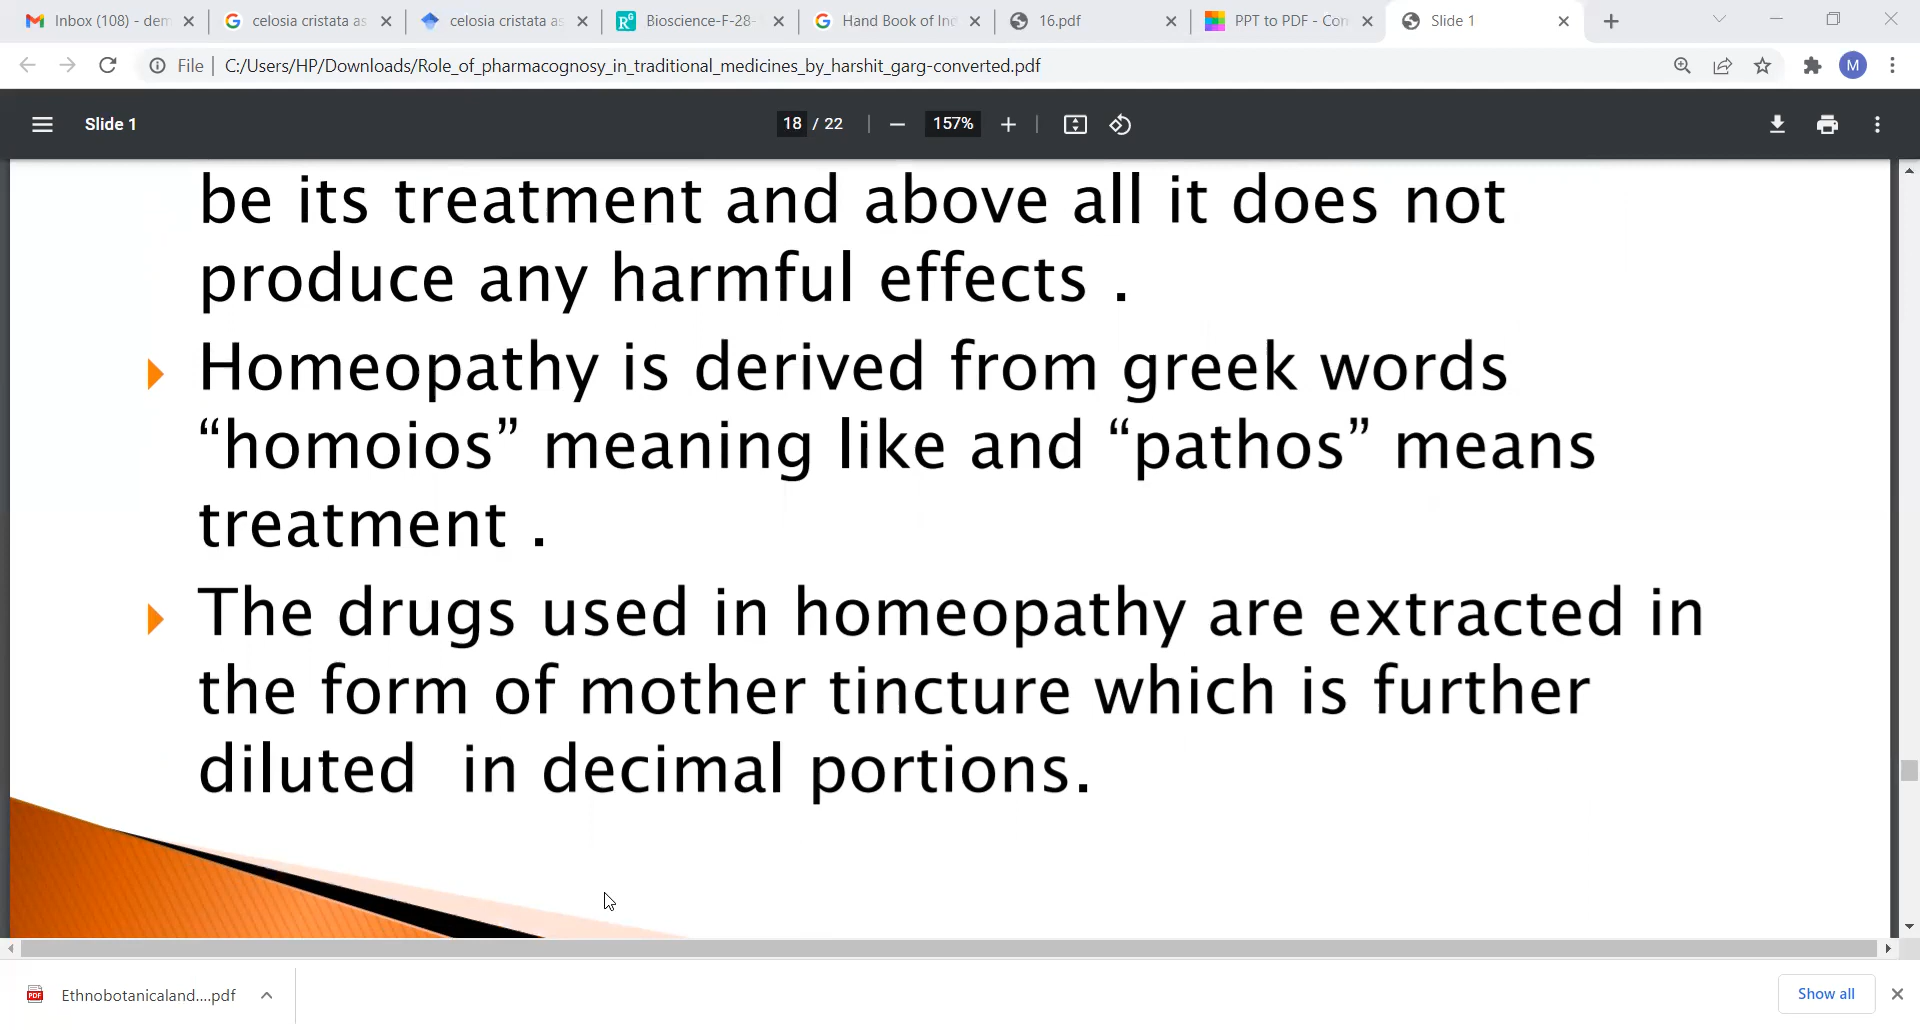 Inbox (108) - den
celosia cristata as
celosia cristata as
Bioscience-F-28-
Hand Book of Ind
16.pdf
PPT to PDF - Con
Slide 1
File
C:/Users/HP/Downloads/Role_of_pharmacognosy_in_traditional_medicines_by_harshit_garg-converted.pdf
M
Slide 1
18 / 22
157%
be its treatment and above all it does not
produce any harmful effects .
Homeopathy is derived from greek words
“homoios” meaning like and “pathos” means
treatment .
The drugs used in homeopathy are extracted in
the form of mother tincture which is further
diluted  in decimal portions.
PDF
Ethnobotanicaland....pdf
Show all